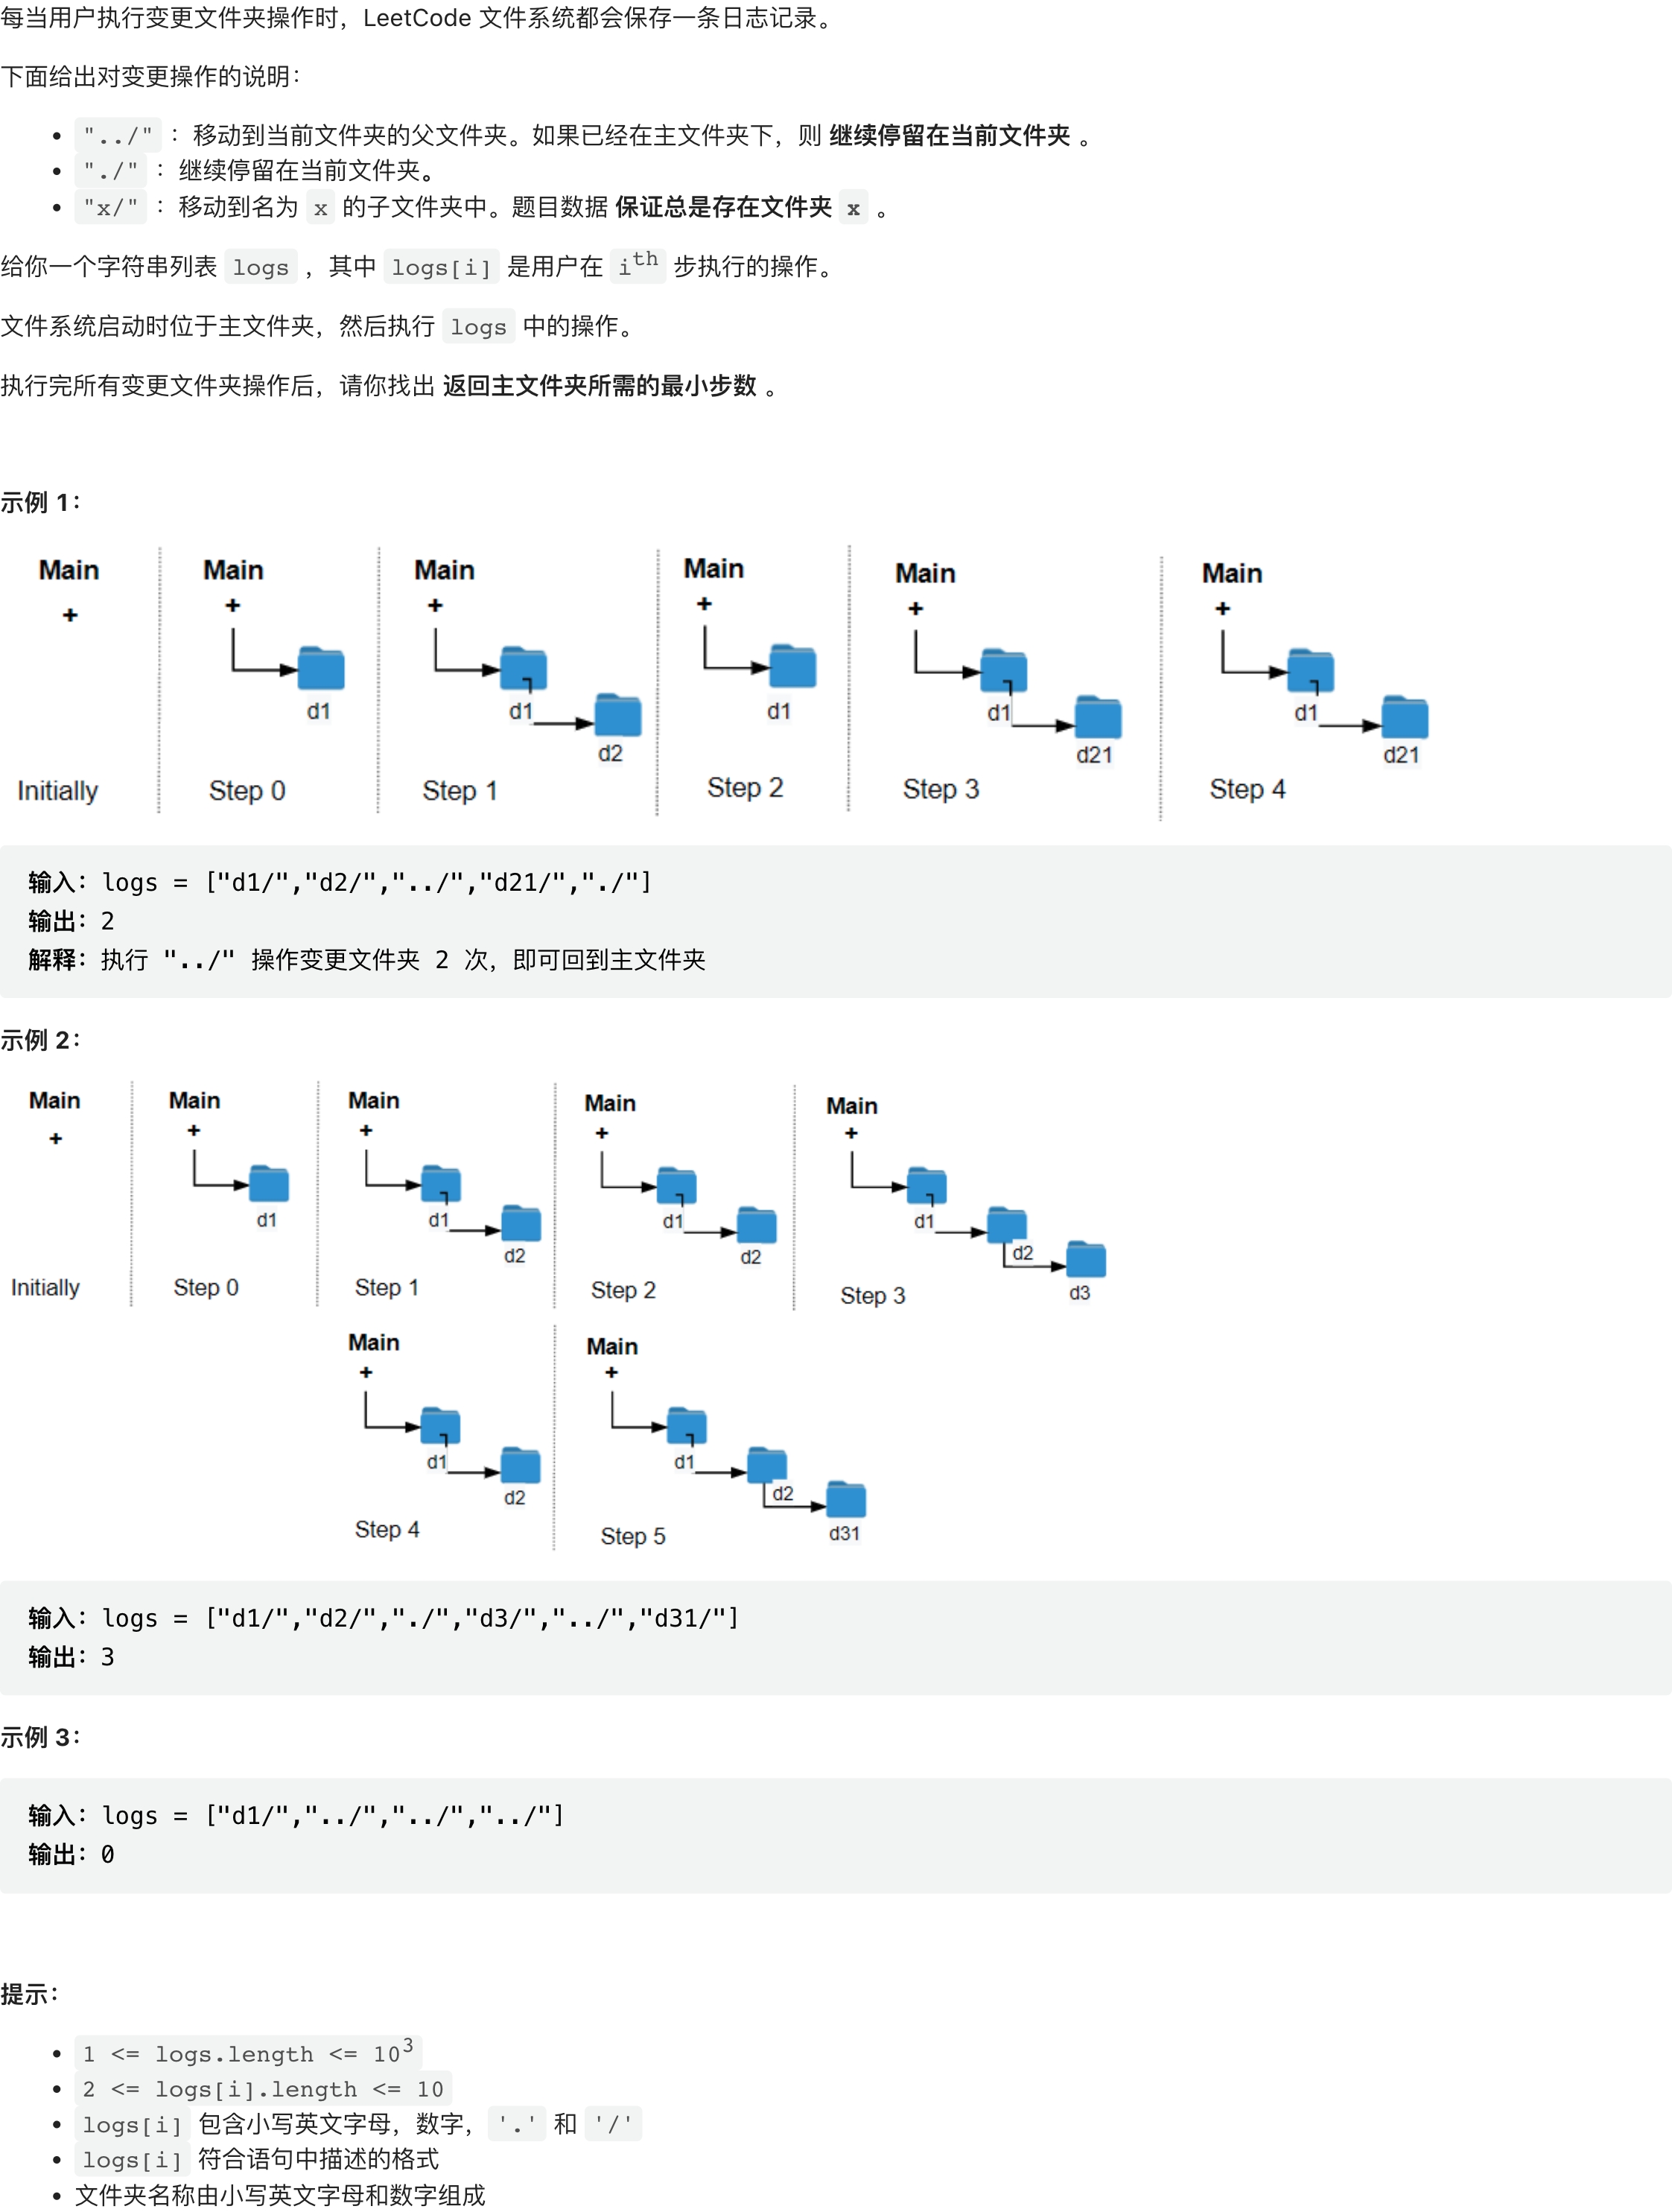 每当用户执行变更文件夹操作时，LeetCode 文件系统都会保存一条日志记录。
下面给出对变更操作的说明：
• "../" ：移动到当前文件夹的父文件夹。如果已经在主文件夹下，则 继续停留在当前文件夹 。
• "./" ：继续停留在当前文件夹。
• "x/" ：移动到名为 x 的子文件夹中。题目数据 保证总是存在文件夹 x 。
给你一个字符串列表 logs ，其中 logs[i] 是用户在 i^th 步执行的操作。
文件系统启动时位于主文件夹，然后执行 logs 中的操作。
执行完所有变更文件夹操作后，请你找出 返回主文件夹所需的最小步数 。
示例 1：
Main Main Main Main Main Main
+ + + + + +
d1 d1 d1 d1 d1
d2 d21 d21
Initially Step 0 Step 1 Step 2 Step 3 Step 4
输入：logs = ["d1/","d2/","../","d21/","./"]
输出：2
解释：执行 "../" 操作变更文件夹 2 次，即可回到主文件夹
示例 2：
Main Main Main Main Main
+ + + + +
d1 d1 d1 d1
d2 d2 d2
d3
Initially Step 0 Step 1 Step 2 Step 3
Main Main
+ +
d1 d1
d2 d2
d31
Step 4 Step 5
输入：logs = ["d1/","d2/","./","d3/","../","d31/"]
输出：3
示例 3：
输入：logs = ["d1/","../","../","../"]
输出：0
提示：
• 1 <= logs.length <= 10^3
• 2 <= logs[i].length <= 10
• logs[i] 包含小写英文字母，数字，'.' 和 '/'
• logs[i] 符合语句中描述的格式
• 文件夹名称由小写英文字母和数字组成